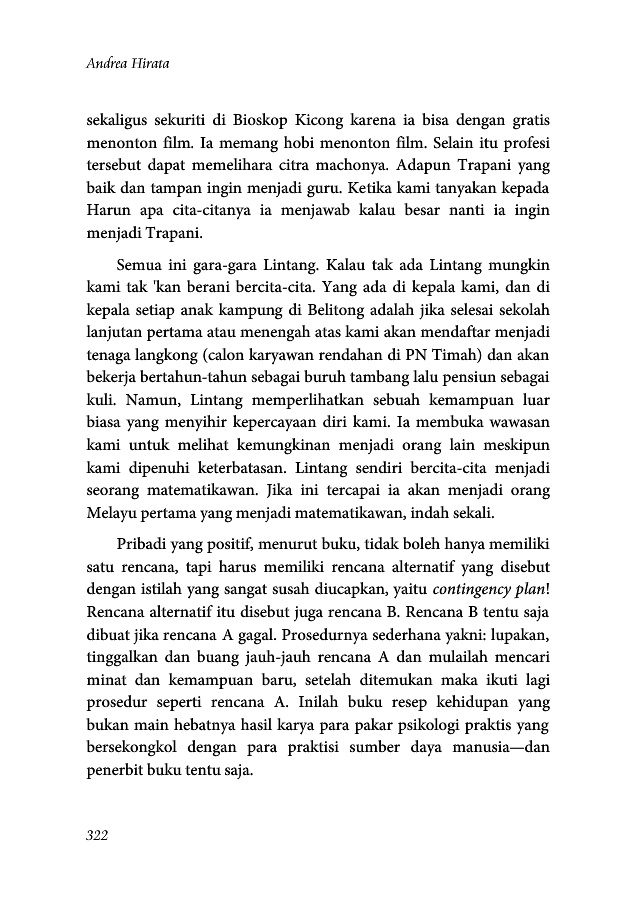 Andrea Hirata
sekaligus sekuriti di Bioskop Kicong karena ia bisa dengan gratis
menonton film. Ia memang hobi menonton film. Selain itu profesi
tersebut dapat memelihara citra machonya. Adapun Trapani yang
baik dan tampan ingin menjadi guru. Ketika kami tanyakan kepada
Harun apa cita-citanya ia menjawab kalau besar nanti ia ingin
menjadi Trapani.
Semua ini gara-gara Lintang. Kalau tak ada Lintang mungkin
kami tak 'kan berani bercita-cita. Yang ada di kepala kami, dan di
kepala setiap anak kampung di Belitong adalah jika selesai sekolah
lanjutan pertama atau menengah atas kami akan mendaftar menjadi
tenaga langkong (calon karyawan rendahan di PN Timah) dan akan
bekerja bertahun-tahun sebagai buruh tambang lalu pensiun sebagai
kuli. Namun, Lintang memperlihatkan sebuah kemampuan luar
biasa yang menyihir kepercayaan diri kami. Ia membuka wawasan
kami untuk melihat kemungkinan menjadi orang lain meskipun
kami dipenuhi keterbatasan. Lintang sendiri bercita-cita menjadi
seorang matematikawan. Jika ini tercapai ia akan menjadi orang
Melayu pertama yang menjadi matematikawan, indah sekali.
Pribadi yang positif, menurut buku, tidak boleh hanya memiliki
satu rencana, tapi harus memiliki rencana alternatif yang disebut
dengan istilah yang sangat susah diucapkan, yaitu contingency plan!
Rencana alternatif itu disebut juga rencana B. Rencana B tentu saja
dibuat jika rencana A gagal. Prosedurnya sederhana yakni: lupakan,
tinggalkan dan buang jauh-jauh rencana A dan mulailah mencari
minat dan kemampuan baru, setelah ditemukan maka ikuti lagi
prosedur seperti rencana A. Inilah buku resep kehidupan yang
bukan main hebatnya hasil karya para pakar psikologi praktis yang
bersekongkol dengan para praktisi sumber daya manusia—dan
penerbit buku tentu saja.
322